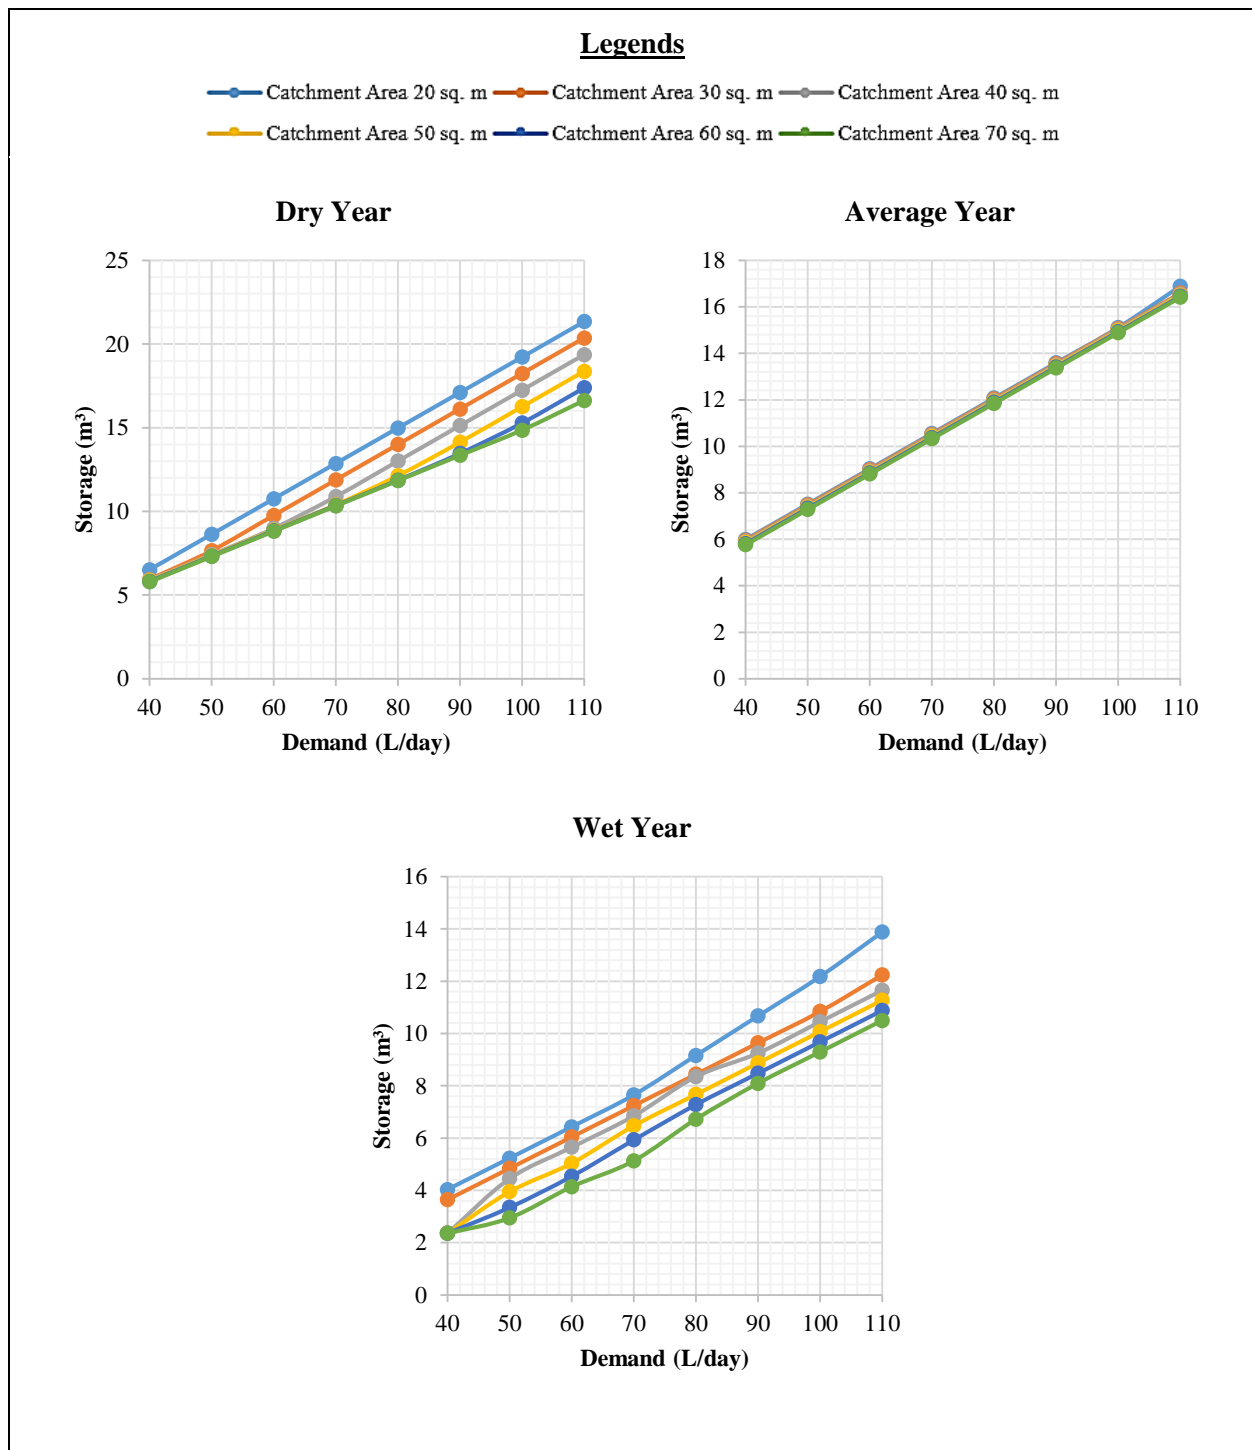 Legends
Catchment Area 20 sq. m Catchment Area 30 sq. m Catchment Area 40 sq. m
Catchment Area 50 sq. m Catchment Area 60 sq. m Catchment Area 70 sq. m
Dry Year
25
20
15
10
5
0
Storage (m³)
40 50 60 70 80 90 100 110
Demand (L/day)
Average Year
18
16
14
12
10
8
6
4
2
0
Storage (m³)
40 50 60 70 80 90 100 110
Demand (L/day)
Wet Year
16
14
12
10
8
6
4
2
0
Storage (m³)
40 50 60 70 80 90 100 110
Demand (L/day)